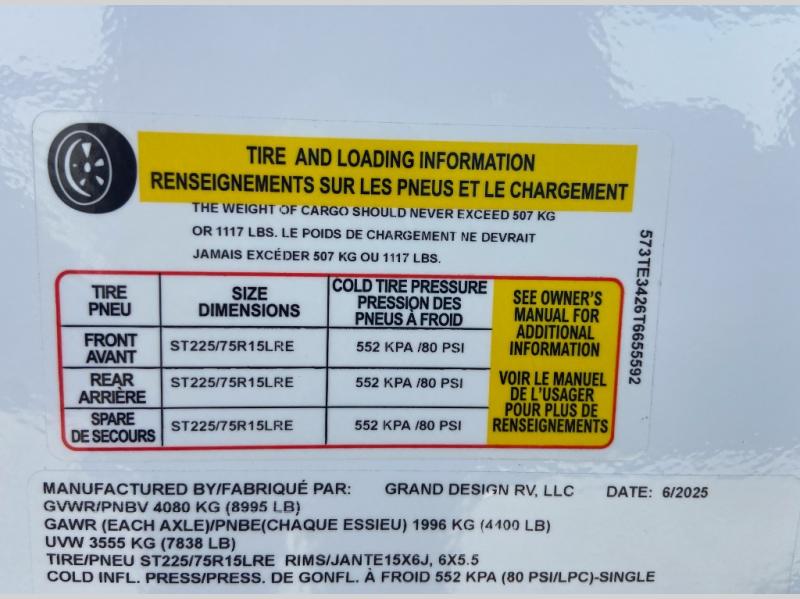 TIRE AND LOADING INFORMATION
RENSEIGNEMENTS SUR LES PNEUS ET LE CHARGEMENT
THE WEIGHT OF CARGO SHOULD NEVER EXCEED 507 KG
OR 1117 LBS. LE POIDS DE CHARGEMENT NE DEVRAIT
JAMAIS EXCÉDER 507 KG OU 1117 LBS.
TIRE
PNEU
SIZE
DIMENSIONS
COLD TIRE PRESSURE
PRESSION DES
PNEUS À FROID
FRONT
AVANT
ST225/75R15LRE
552 KPA /80 PSI
REAR
ARRIÈRE
ST225/75R15LRE
552 KPA /80 PSI
SPARE
DE SECOURS
ST225/75R15LRE
552 KPA /80 PSI
SEE OWNER'S
MANUAL FOR
ADDITIONAL
INFORMATION
VOIR LE MANUEL
DE L'USAGER
POUR PLUS DE
RENSEIGNEMENTS
573TE3426T6655592
MANUFACTURED BY/FABRIQUÉ PAR: GRAND DESIGN RV, LLC DATE: 6/2025
GVWR/PNBV 4080 KG (8995 LB)
GAWR (EACH AXLE)/PNBE(CHAQUE ESSIEU) 1996 KG (4400 LB)
UVW 3555 KG (7838 LB)
TIRE/PNEU ST225/75R15LRE RIMS/JANTE15X6J, 6X5.5
COLD INFL. PRESS/PRESS. DE GONFL. À FROID 552 KPA (80 PSI/LPC)-SINGLE